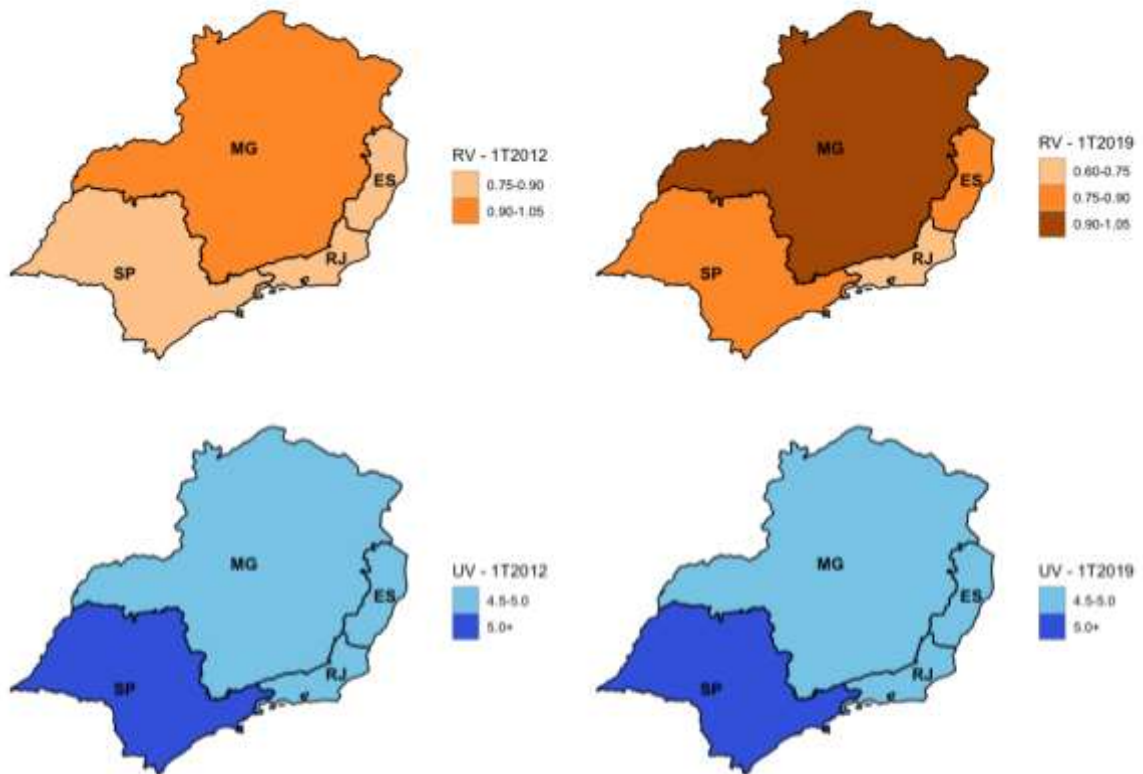 MG
ES
SP
RJ
RV - 1T2012
0.75-0.90
0.90-1.05
MG
ES
SP
RJ
RV - 1T2019
0.60-0.75
0.75-0.90
0.90-1.05
MG
ES
SP
RJ
UV - 1T2012
4.5-5.0
5.0+
MG
ES
SP
RJ
UV - 1T2019
4.5-5.0
5.0+